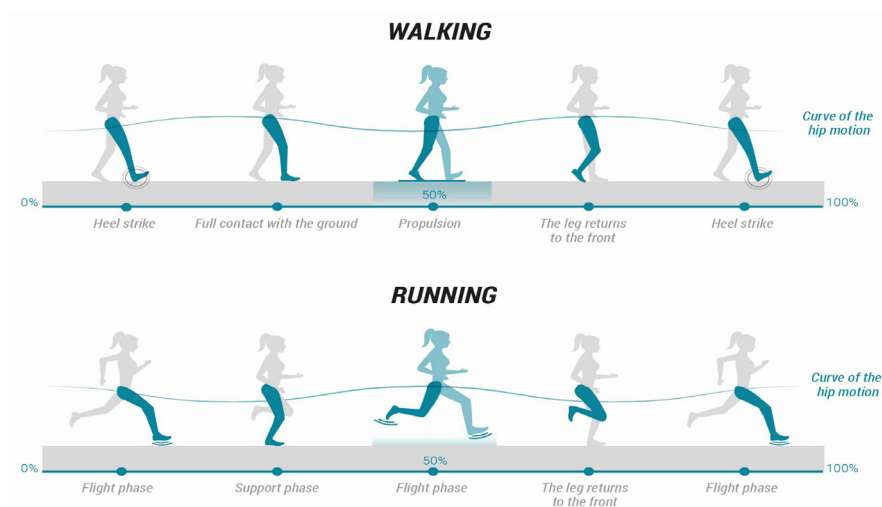 WALKING
Curve of the
hip motion
50%
0%
100%
Heel strike
Full contact with the ground
Propulsion
The leg returns
to the front
Heel strike
RUNNING
Curve of the
hip motion
50%
0%
100%
Flight phase
Support phase
Flight phase
The leg returns
to the front
Flight phase